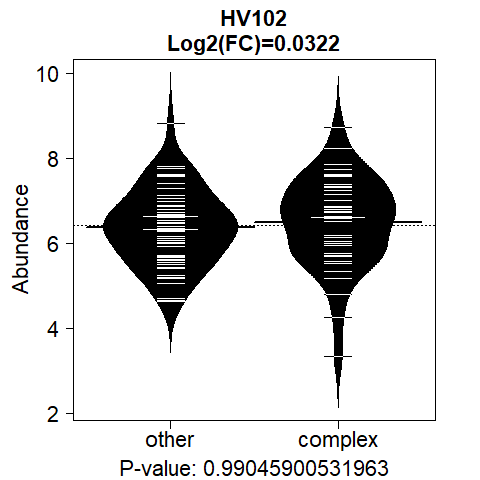 HV102
Log2(FC)=0.0322
Abundance
10
8
6
4
2
other complex
P-value: 0.99045900531963